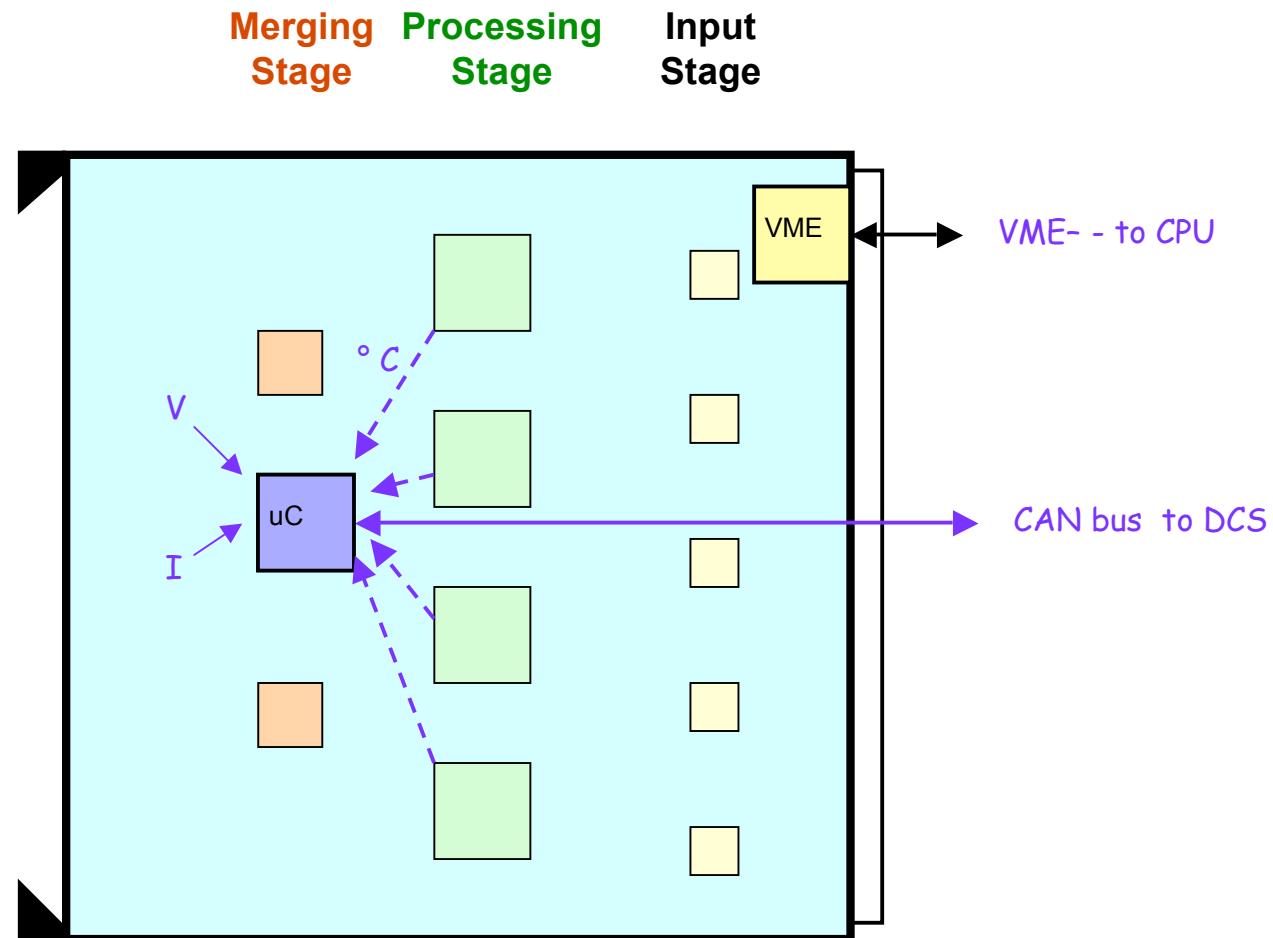 Merging Stage
Processing Stage
Input Stage
VME
VME– - to CPU
° C
V
uC
CAN bus to DCS
I